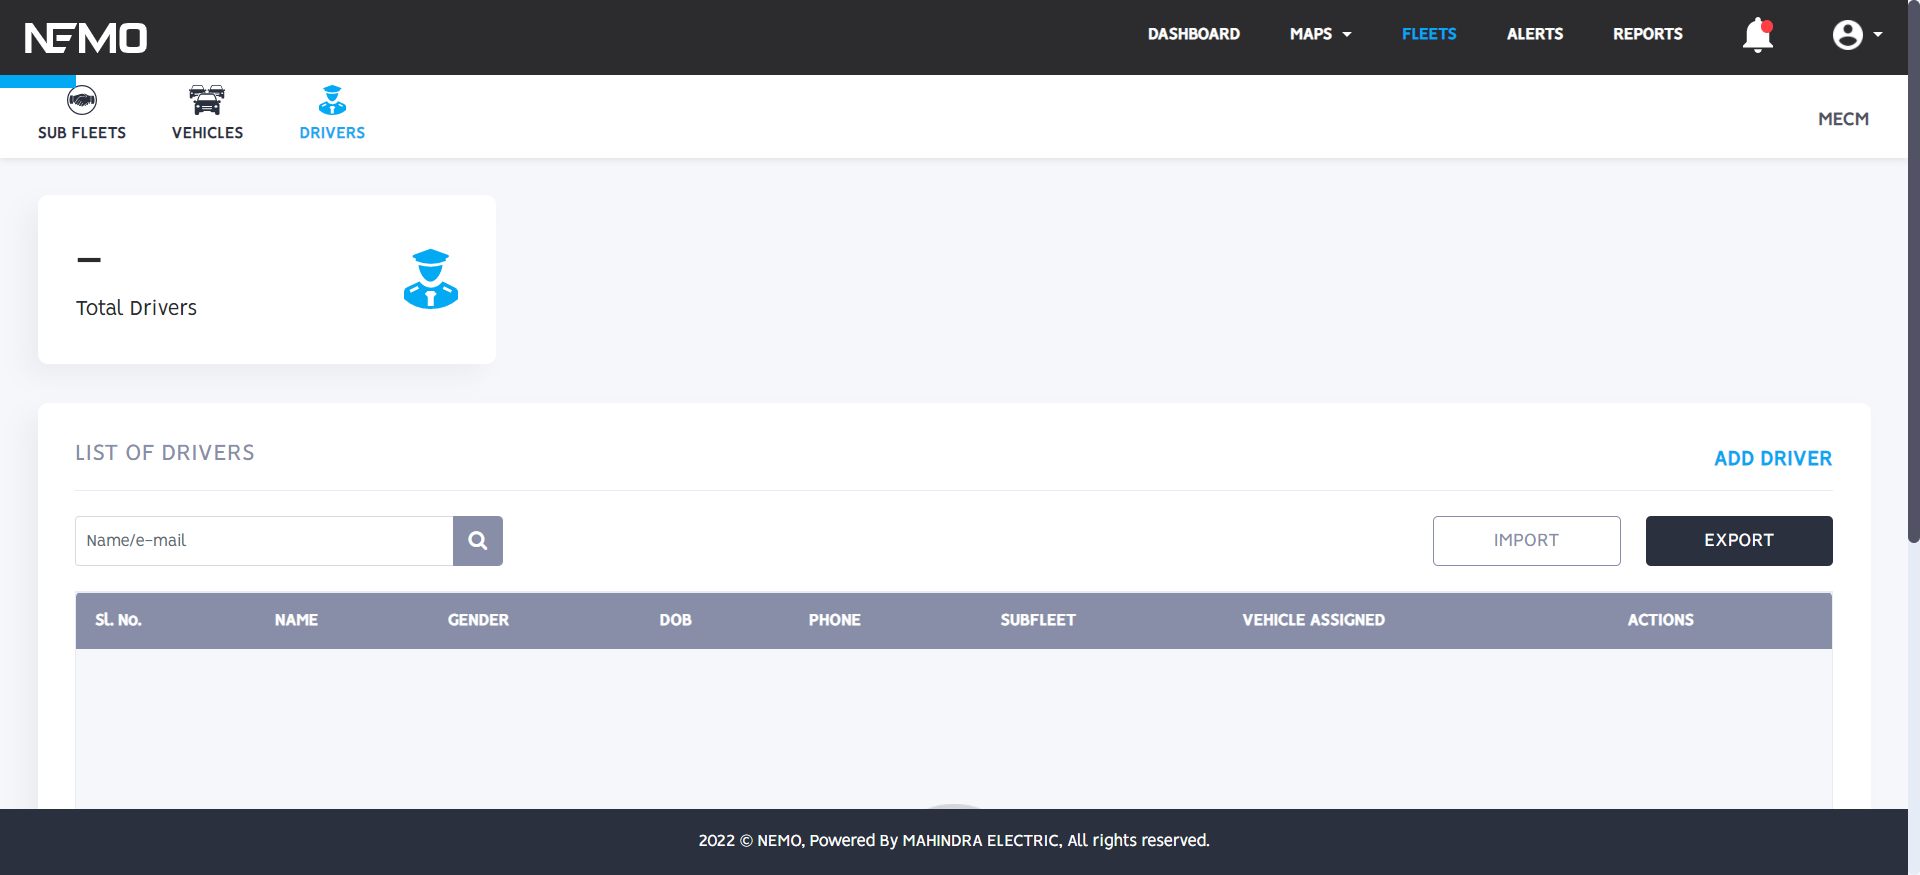 NEMO
DASHBOARD
MAPS
FLEETS
ALERTS
REPORTS
SUB FLEETS
VEHICLES
DRIVERS
MECM
–
Total Drivers
LIST OF DRIVERS
ADD DRIVER
Name/e-mail
IMPORT
EXPORT
Sl. No.
NAME
GENDER
DOB
PHONE
SUBFLEET
VEHICLE ASSIGNED
ACTIONS
2022 © NEMO, Powered By MAHINDRA ELECTRIC, All rights reserved.